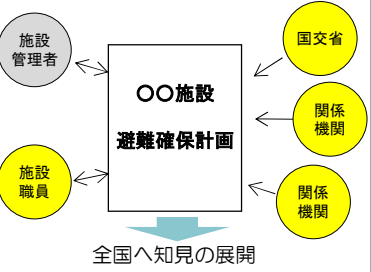 施設
管理者
国交省
〇〇施設
避難確保計画
関係
機関
施設
職員
関係
機関
全国へ知見の展開